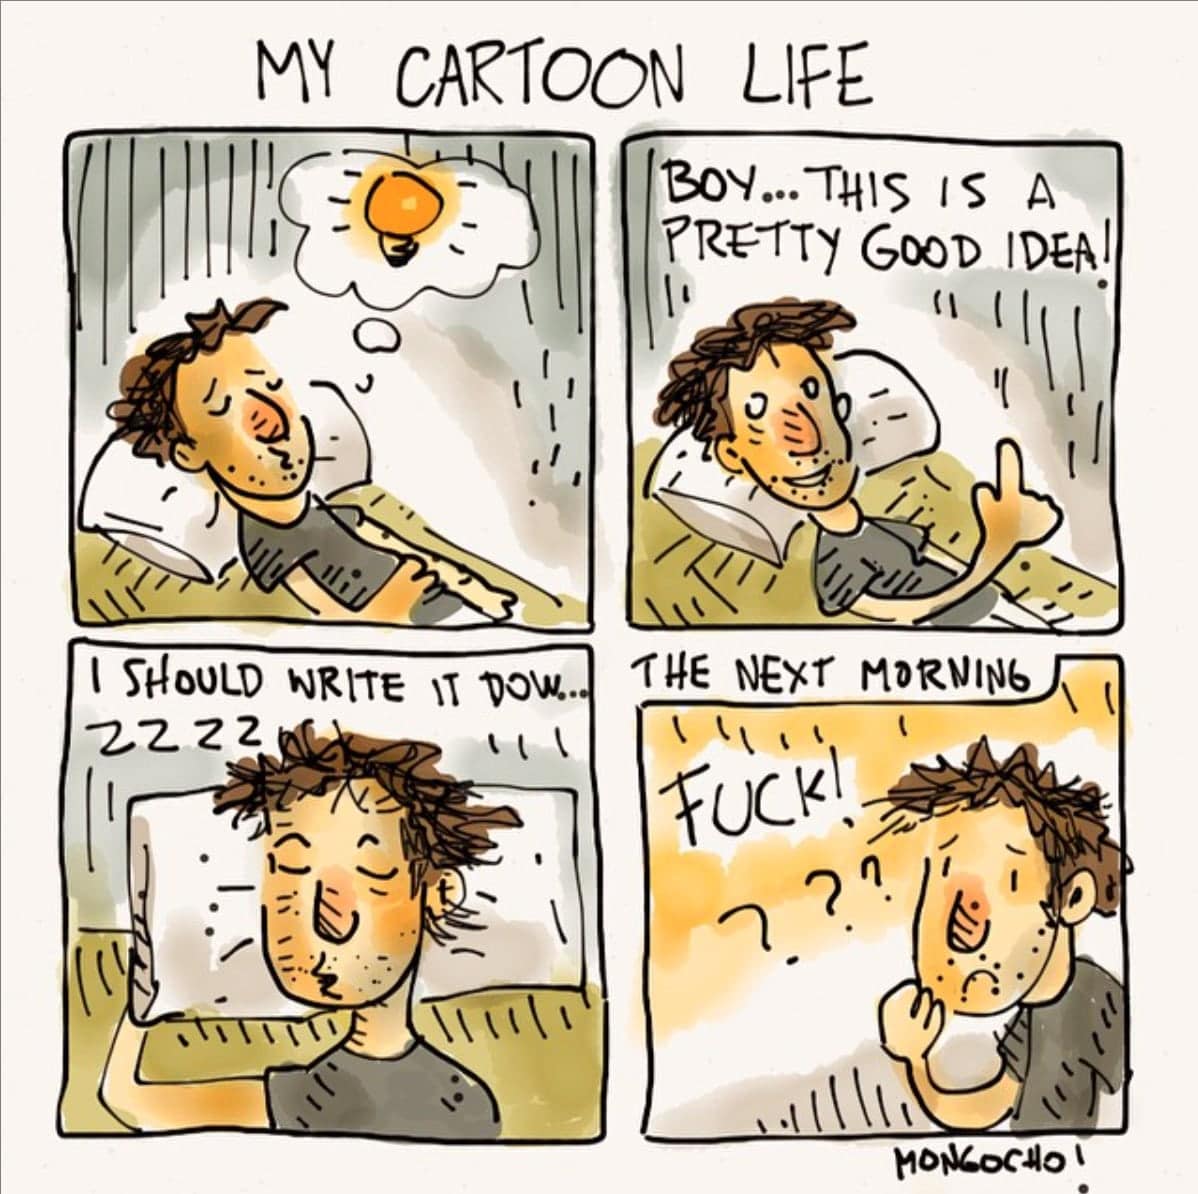 MY CARTOON LIFE
BOY... THIS IS A
PRETTY GOOD IDEA!
I SHOULD WRITE IT DOW...
ZZZZ
THE NEXT MORNING
FUCK!
? ? ?
MONGOCHO!